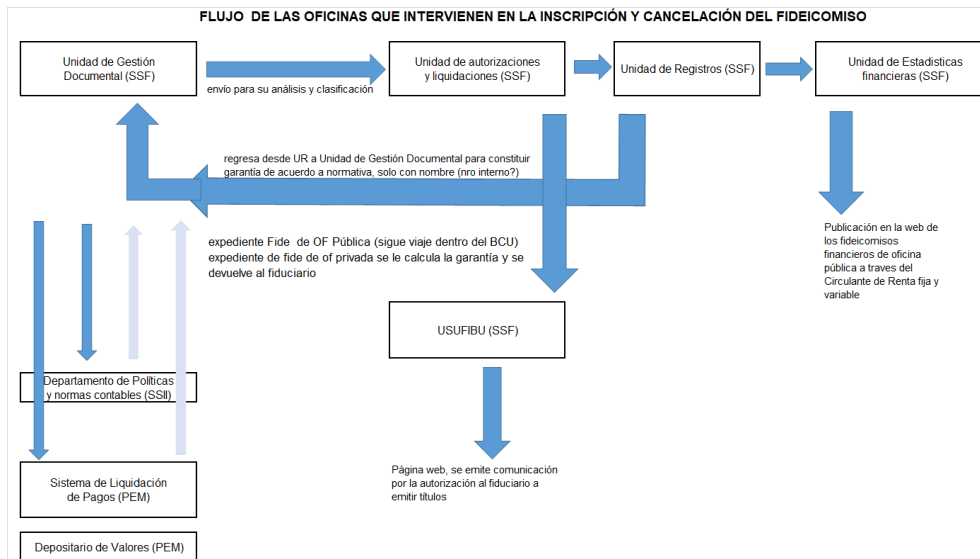 FLUJO DE LAS OFICINAS QUE INTERVIENEN EN LA INSCRIPCIÓN Y CANCELACIÓN DEL FIDEICOMISO
Unidad de Gestión
Documental (SSF)
envío para su análisis y clasificación
Unidad de autorizaciones
y liquidaciones (SSF)
Unidad de Registros (SSF)
Unidad de Estadisticas
financieras (SSF)
regresa desde UR a Unidad de Gestión Documental para constituir
garantía de acuerdo a normativa, solo con nombre (nro interno?)
expediente Fide de OF Pública (sigue viaje dentro del BCU)
expediente de fide de of privada se le calcula la garantía y se
devuelve al fiduciario
Publicación en la web de
los fideicomisos
financieros de oficina
pública a traves del
Circulante de Renta fija y
variable
USUFIBU (SSF)
Departamento de Políticas
y normas contables (SSII)
Página web, se emite comunicación
por la autorización al fiduciario a
emitir títulos
Sistema de Liquidación
de Pagos (PEM)
Depositario de Valores (PEM)